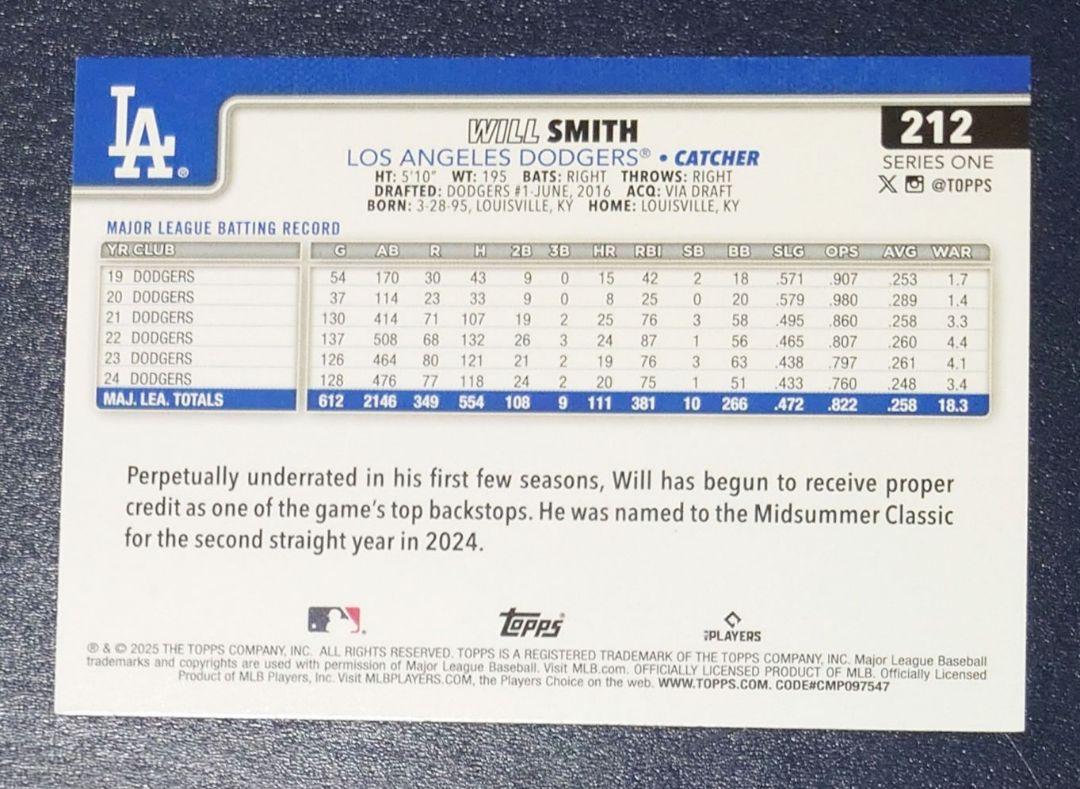 LA®
WILL SMITH
212
LOS ANGELES DODGERS® • CATCHER
SERIES ONE
HT: 5'10" WT: 195 BATS: RIGHT THROWS: RIGHT
X @TOPPS
DRAFTED: DODGERS #1-JUNE, 2016 ACQ: VIA DRAFT
BORN: 3-28-95, LOUISVILLE, KY HOME: LOUISVILLE, KY
MAJOR LEAGUE BATTING RECORD
YR CLUB G AB R H 2B 3B HR RBI SB BB SLG OPS AVG WAR
19 DODGERS 54 170 30 43 9 0 15 42 2 18 .571 .907 .253 1.7
20 DODGERS 37 114 23 33 9 0 8 25 0 20 .579 .980 .289 1.4
21 DODGERS 130 414 71 107 19 2 25 76 3 58 .495 .860 .258 3.3
22 DODGERS 137 508 68 132 26 3 24 87 1 56 .465 .807 .260 4.4
23 DODGERS 126 464 80 121 21 2 19 76 3 63 .438 .797 .261 4.1
24 DODGERS 128 476 77 118 24 2 20 75 1 51 .433 .760 .248 3.4
MAJ. LEA. TOTALS 612 2146 349 554 108 9 111 381 10 266 .472 .822 .258 18.3
Perpetually underrated in his first few seasons, Will has begun to receive proper
credit as one of the game's top backstops. He was named to the Midsummer Classic
for the second straight year in 2024.
Topps®
PLAYERS
® & © 2025 THE TOPPS COMPANY, INC. ALL RIGHTS RESERVED. TOPPS IS A REGISTERED TRADEMARK OF THE TOPPS COMPANY, INC. Major League Baseball
trademarks and copyrights are used with permission of Major League Baseball. Visit MLB.com. OFFICIALLY LICENSED PRODUCT OF MLB. Officially Licensed
Product of MLB Players, Inc. Visit MLBPLAYERS.COM, the Players Choice on the web. WWW.TOPPS.COM. CODE#CMP097547